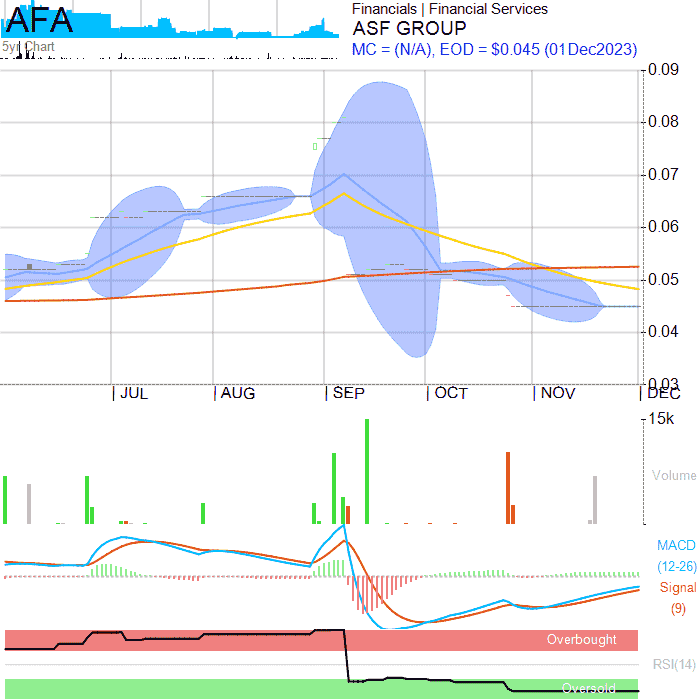 AFA
5yr Chart
Financials | Financial Services
ASF GROUP
MC = (N/A), EOD = $0.045 (01Dec2023)
0.09
0.08
0.07
0.06
0.05
0.04
0.03
JUL AUG SEP OCT NOV DEC
15k
Volume
MACD
(12-26)
Signal
(9)
Overbought
RSI(14)
Oversold